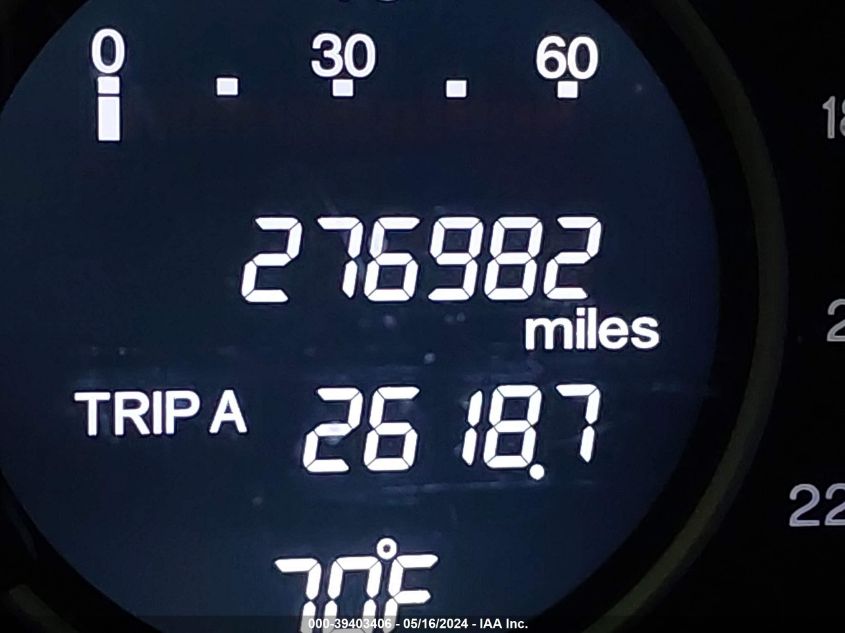 0 30 60
276982
miles
TRIP A 2618.7
70°F
000-39403406 - 05/16/2024 - IAA Inc.